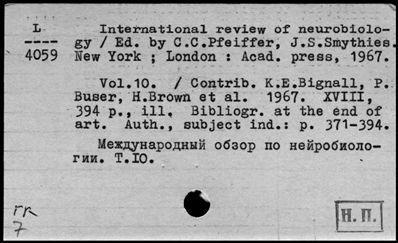 L
----
4059
International review of neurobiolo-
gy / Ed. by C.C.Pfeiffer, J.S.Smythies.
New York ; London : Acad. press, 1967.
Vol.10. / Contrib. K.E.Bignall, P.
Buser, H.Brown et al. 1967. XVIII,
394 p., ill. Bibliogr. at the end of
art. Auth., subject ind.: p. 371-394.
Международный обзор по нейробиоло-
гии. Т.10.
гк
7
Н. П.